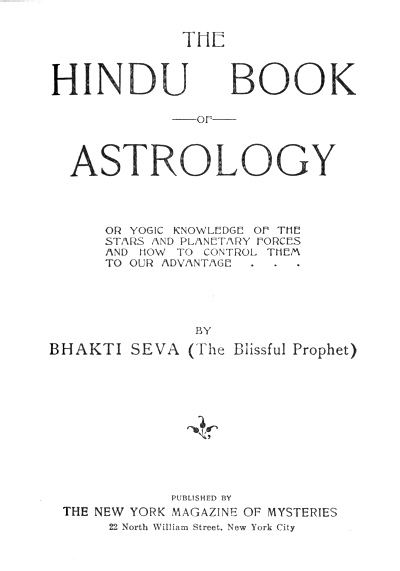 THE
HINDU BOOK
—OF—
ASTROLOGY
OR YOGIC KNOWLEDGE OF THE
STARS AND PLANETARY FORCES
AND HOW TO CONTROL THEM
TO OUR ADVANTAGE . . .
BY
BHAKTI SEVA (The Blissful Prophet)
PUBLISHED BY
THE NEW YORK MAGAZINE OF MYSTERIES
22 North William Street, New York City